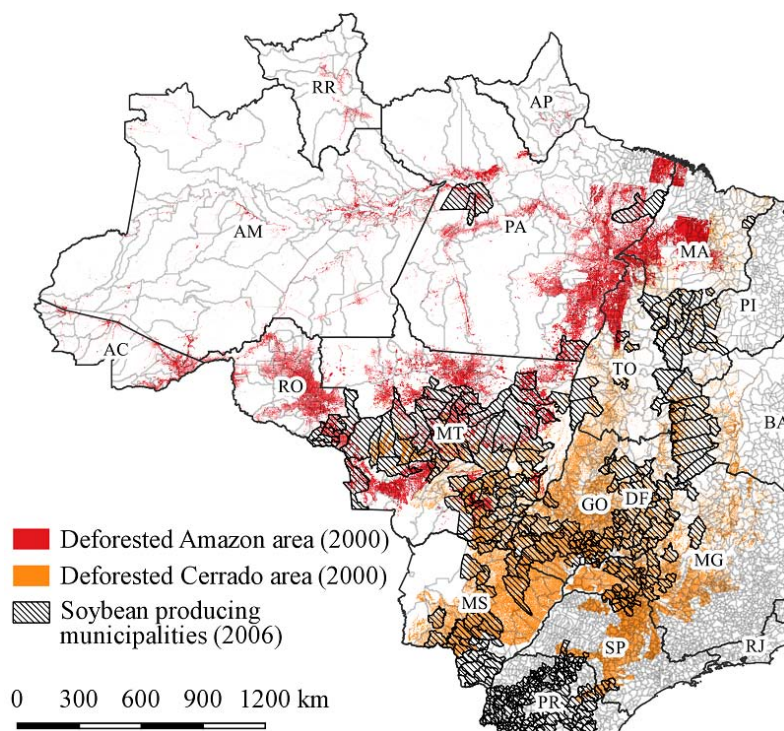 RR
AP
AM
PA
MA
PI
AC
TO
RO
BA
MT
GO
DF
MG
MS
SP
RJ
PR
Deforested Amazon area (2000)
Deforested Cerrado area (2000)
Soybean producing
municipalities (2006)
0 300 600 900 1200 km